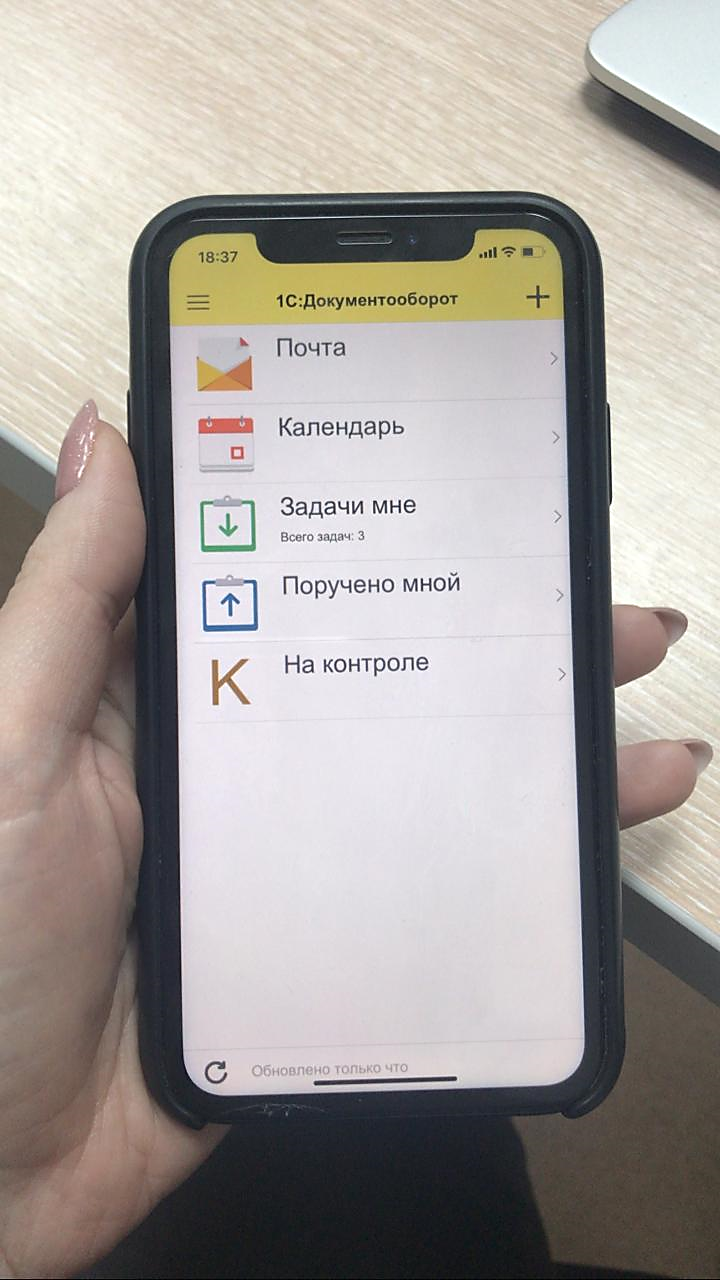 18:37
1С:Документооборот
Почта
Календарь
Задачи мне
Всего задач: 3
Поручено мной
К
На контроле
Обновлено только что